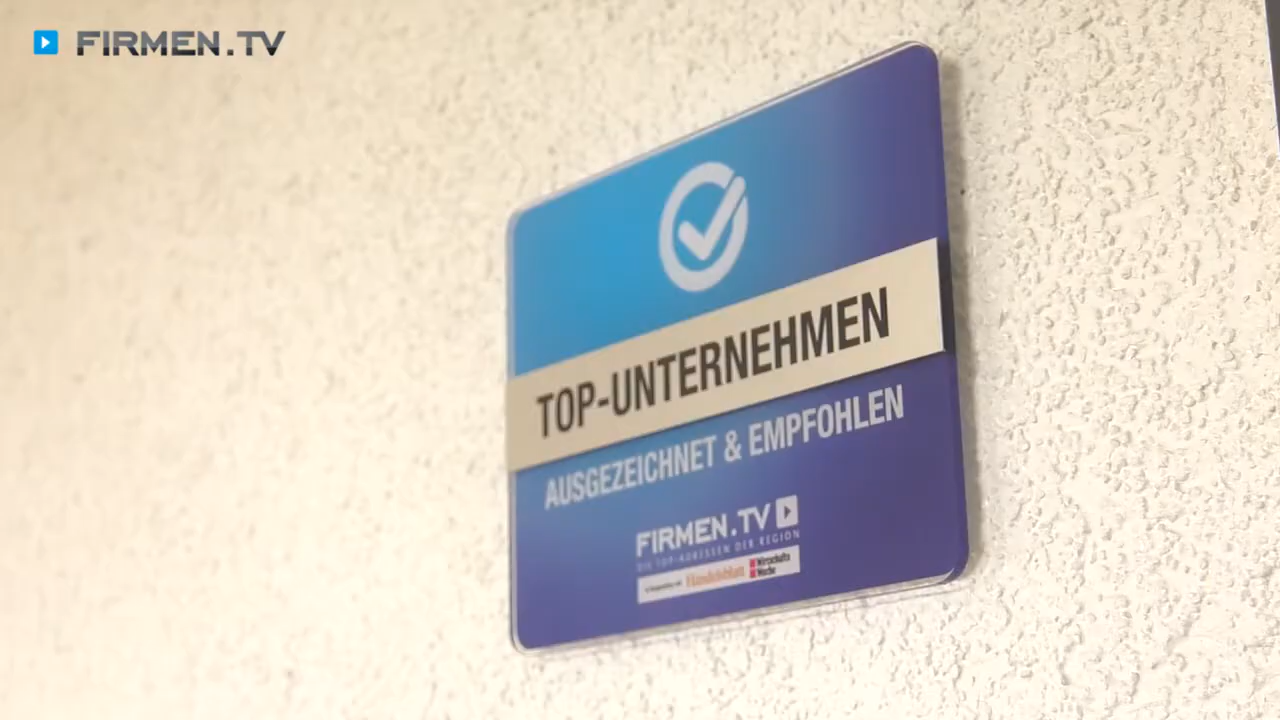 FIRMEN.TV
TOP-UNTERNEHMEN
AUSGEZEICHNET & EMPFOHLEN
FIRMEN.TV
DIE TOP-ADRESSEN DER REGION
Handelsblatt
Wirtschafts
Woche